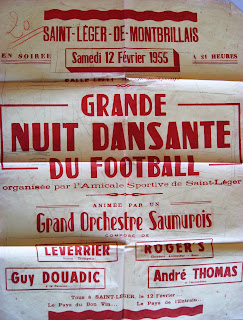 20
SAINT-LÉGER-DE-MONTBRILLAIS
EN SOIRÉE Samedi 12 Février 1955 à 21 HEURES
GRANDE
NUIT DANSANTE
DU FOOTBALL
organisée par l'Amicale Sportive de Saint-Léger
ANIMÉE PAR UN
Grand Orchestre Saumurois
COMPOSÉ DE
LEVERRIER ROGER'S
Guy DOUADIC André THOMAS
Tous à SAINT-LÉGER, le 12 Février
Le Pays du Bon Vin... Le Pays de l'Entrain...